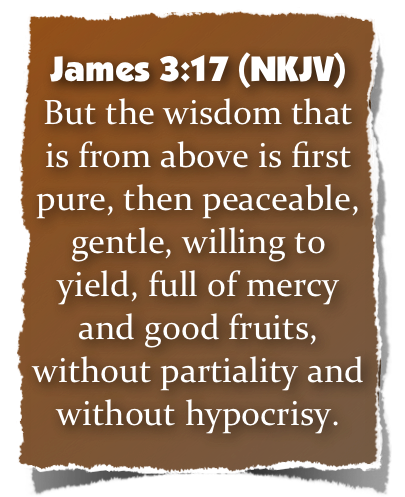 James 3:17 (NKJV)
But the wisdom that
is from above is first
pure, then peaceable,
gentle, willing to
yield, full of mercy
and good fruits,
without partiality and
without hypocrisy.